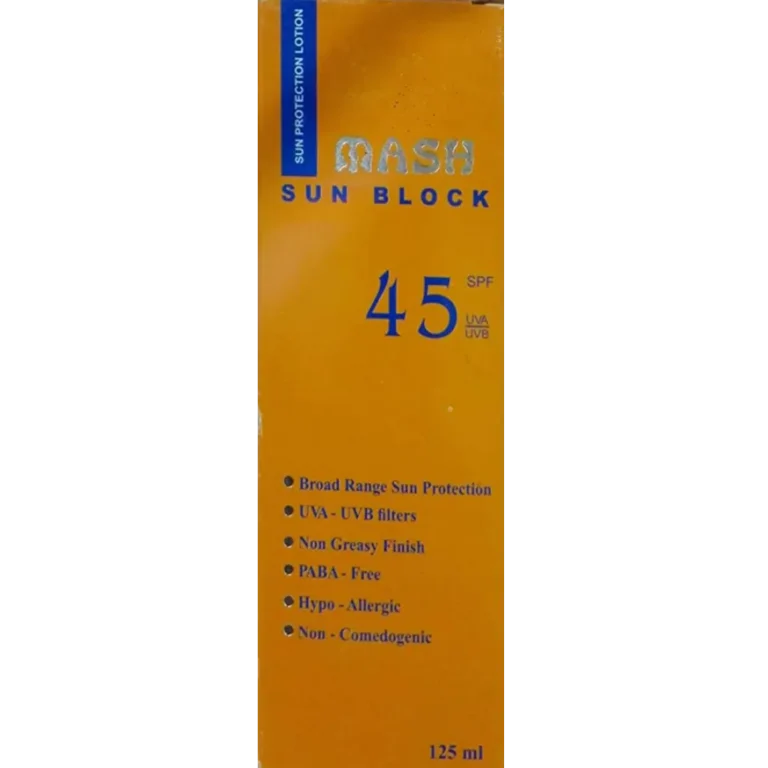 SUN PROTECTION LOTION
MASH
SUN BLOCK
45 SPF
UVA
UVB
Broad Range Sun Protection
UVA - UVB filters
Non Greasy Finish
PABA - Free
Hypo - Allergic
Non - Comedogenic
125 ml